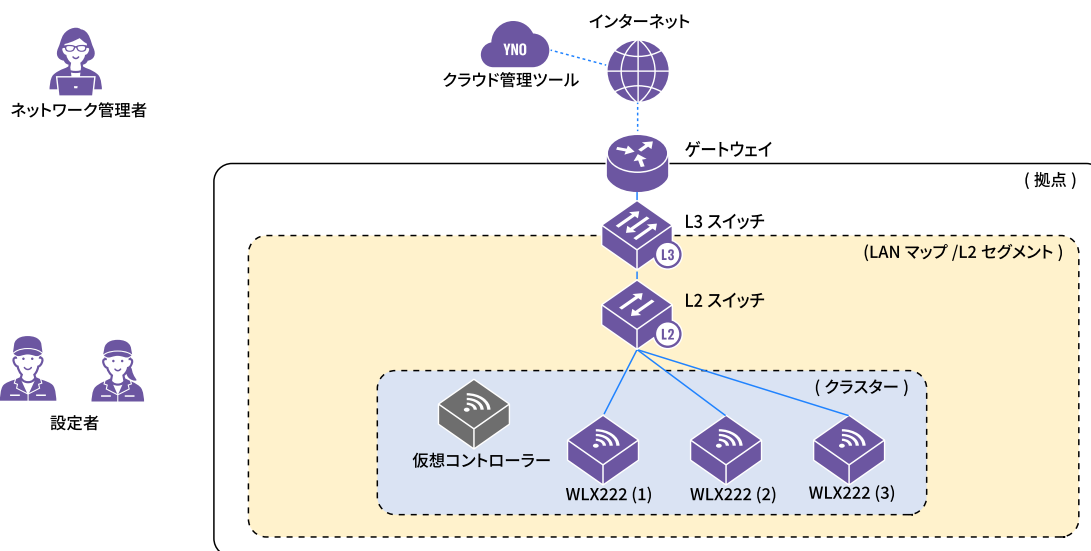 インターネット
YNO
クラウド管理ツール
ネットワーク管理者
ゲートウェイ
( 拠点 )
L3 スイッチ
(LAN マップ /L2 セグメント )
L3
L2 スイッチ
L2
( クラスター )
設定者
仮想コントローラー
WLX222 (1)
WLX222 (2)
WLX222 (3)